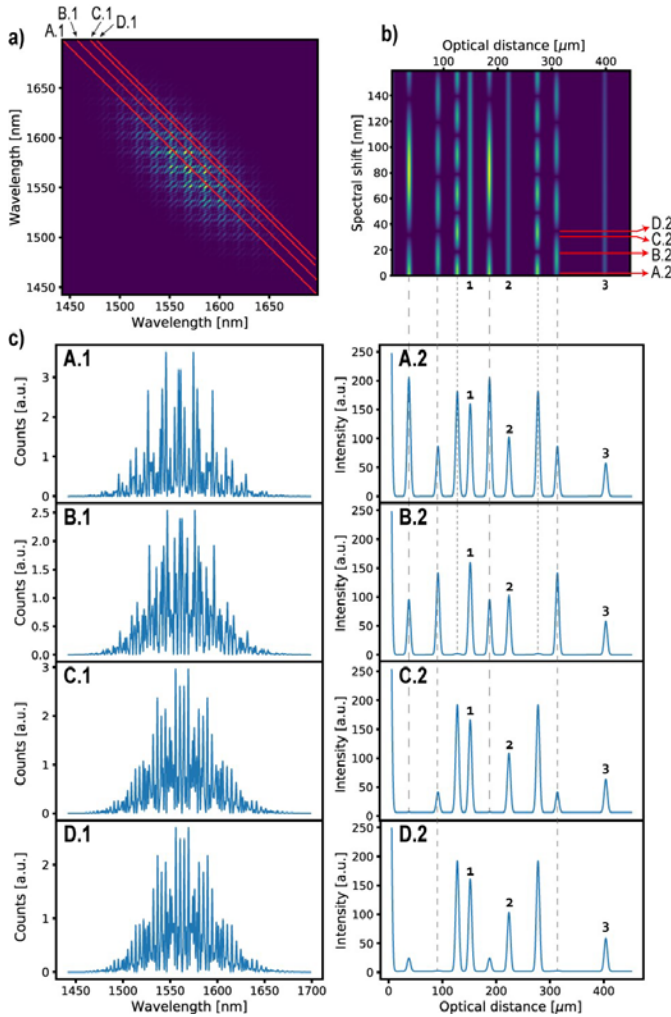 B.1 C.1
A.1 D.1
a)
Wavelength [nm]
1650
1600
1550
1500
1450
1450 1500 1550 1600 1650
Wavelength [nm]
b)
Optical distance [µm]
100 200 300 400
Spectral shift [nm]
140
120
100
80
60
40
20
0
D.2
C.2
B.2
A.2
1 2 3
c)
A.1
Counts [a.u.]
3
2
1
0
A.2
Intensity [a.u.]
250
200
150
100
50
0
1
2
3
B.1
Counts [a.u.]
2.5
2.0
1.5
1.0
0.5
0.0
B.2
Intensity [a.u.]
250
200
150
100
50
0
1
2
3
C.1
Counts [a.u.]
3
2
1
0
C.2
Intensity [a.u.]
250
200
150
100
50
0
1
2
3
D.1
Counts [a.u.]
2
1
0
1450 1500 1550 1600 1650 1700
Wavelength [nm]
D.2
Intensity [a.u.]
250
200
150
100
50
0
1
2
3
0 100 200 300 400
Optical distance [µm]